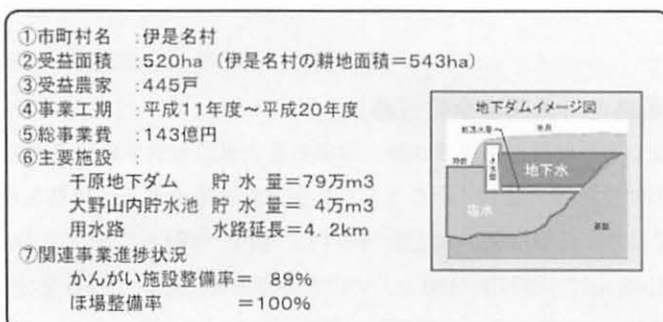 ①市町村名　：伊是名村
②受益面積　：520ha（伊是名村の耕地面積＝543ha）
③受益農家　：445戸
④事業工期　：平成11年度～平成20年度
⑤総事業費　：143億円
⑥主要施設　：
千原地下ダム　貯 水 量＝79万m3
大野山内貯水池　貯 水 量＝ 4万m3
用水路　水路延長＝4. 2km
⑦関連事業進捗状況
かんがい施設整備率＝ 89%
ほ場整備率　＝100%
地下ダムイメージ図
地下水
塩水